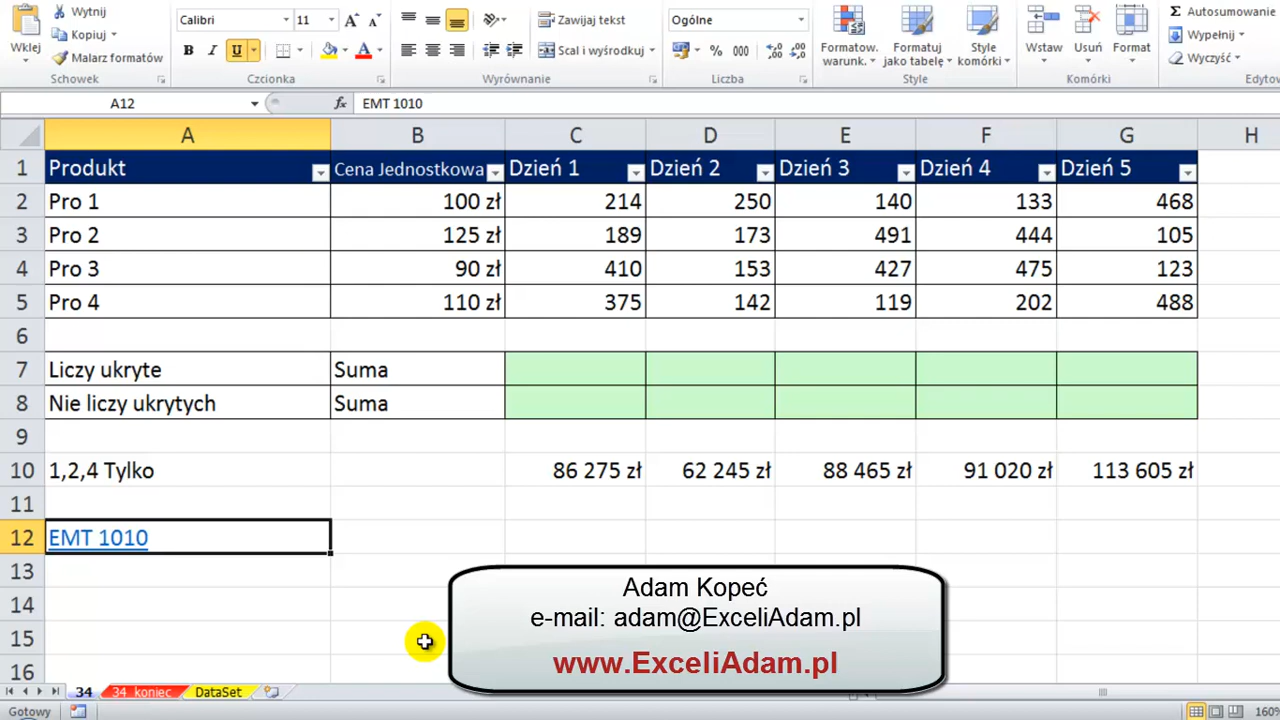 Wytnij
Kopiuj
Malarz formatów
Wklej
Schowek
Calibri
11
Czcionka
Zawijaj tekst
Scal i wyśrodkuj
Wyrównanie
Ogólne
% 000
Liczba
Formatow. warunk.
Formatuj jako tabelę
Style komórki
Style
Wstaw
Usuń
Format
Komórki
Σ Autosumowanie
Wypełnij
Wyczyść
A12
fx
EMT 1010
A B C D E F G H
1 Produkt Cena Jednostkowa Dzień 1 Dzień 2 Dzień 3 Dzień 4 Dzień 5
2 Pro 1 100 zł 214 250 140 133 468
3 Pro 2 125 zł 189 173 491 444 105
4 Pro 3 90 zł 410 153 427 475 123
5 Pro 4 110 zł 375 142 119 202 488
6
7 Liczy ukryte Suma
8 Nie liczy ukrytych Suma
9
10 1,2,4 Tylko 86 275 zł 62 245 zł 88 465 zł 91 020 zł 113 605 zł
11
12 EMT 1010
13
14
15
16
Adam Kopeć
e-mail: adam@ExceliAdam.pl
www.ExceliAdam.pl
34 34_koniec DataSet
Gotowy
160%